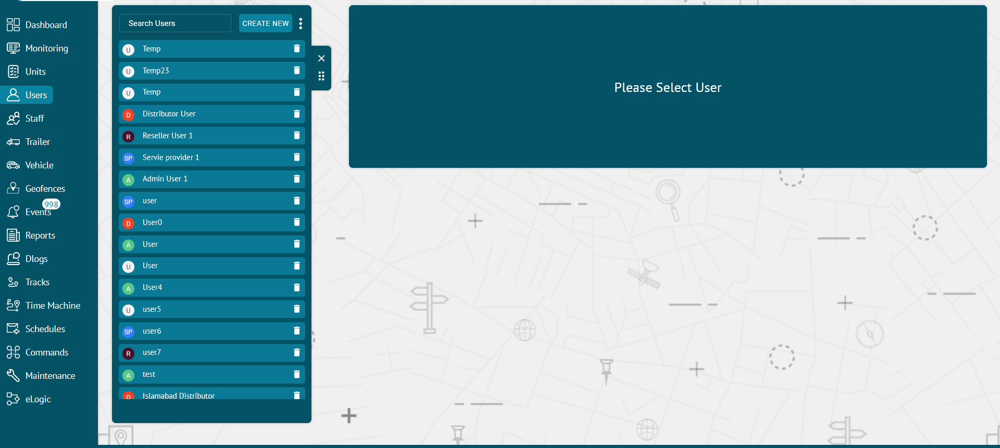 Dashboard
Monitoring
Units
Users
Staff
Trailer
Vehicle
Geofences
998
Events
Reports
Dlogs
Tracks
Time Machine
Schedules
Commands
Maintenance
eLogic
Search Users
CREATE NEW
U Temp
U Temp23
U Temp
D Distributor User
R Reseller User 1
SP Servie provider 1
A Admin User 1
SP user
D User0
A User
U User
A User4
U user5
SP user6
R user7
A test
D Islamabad Distributor
Please Select User